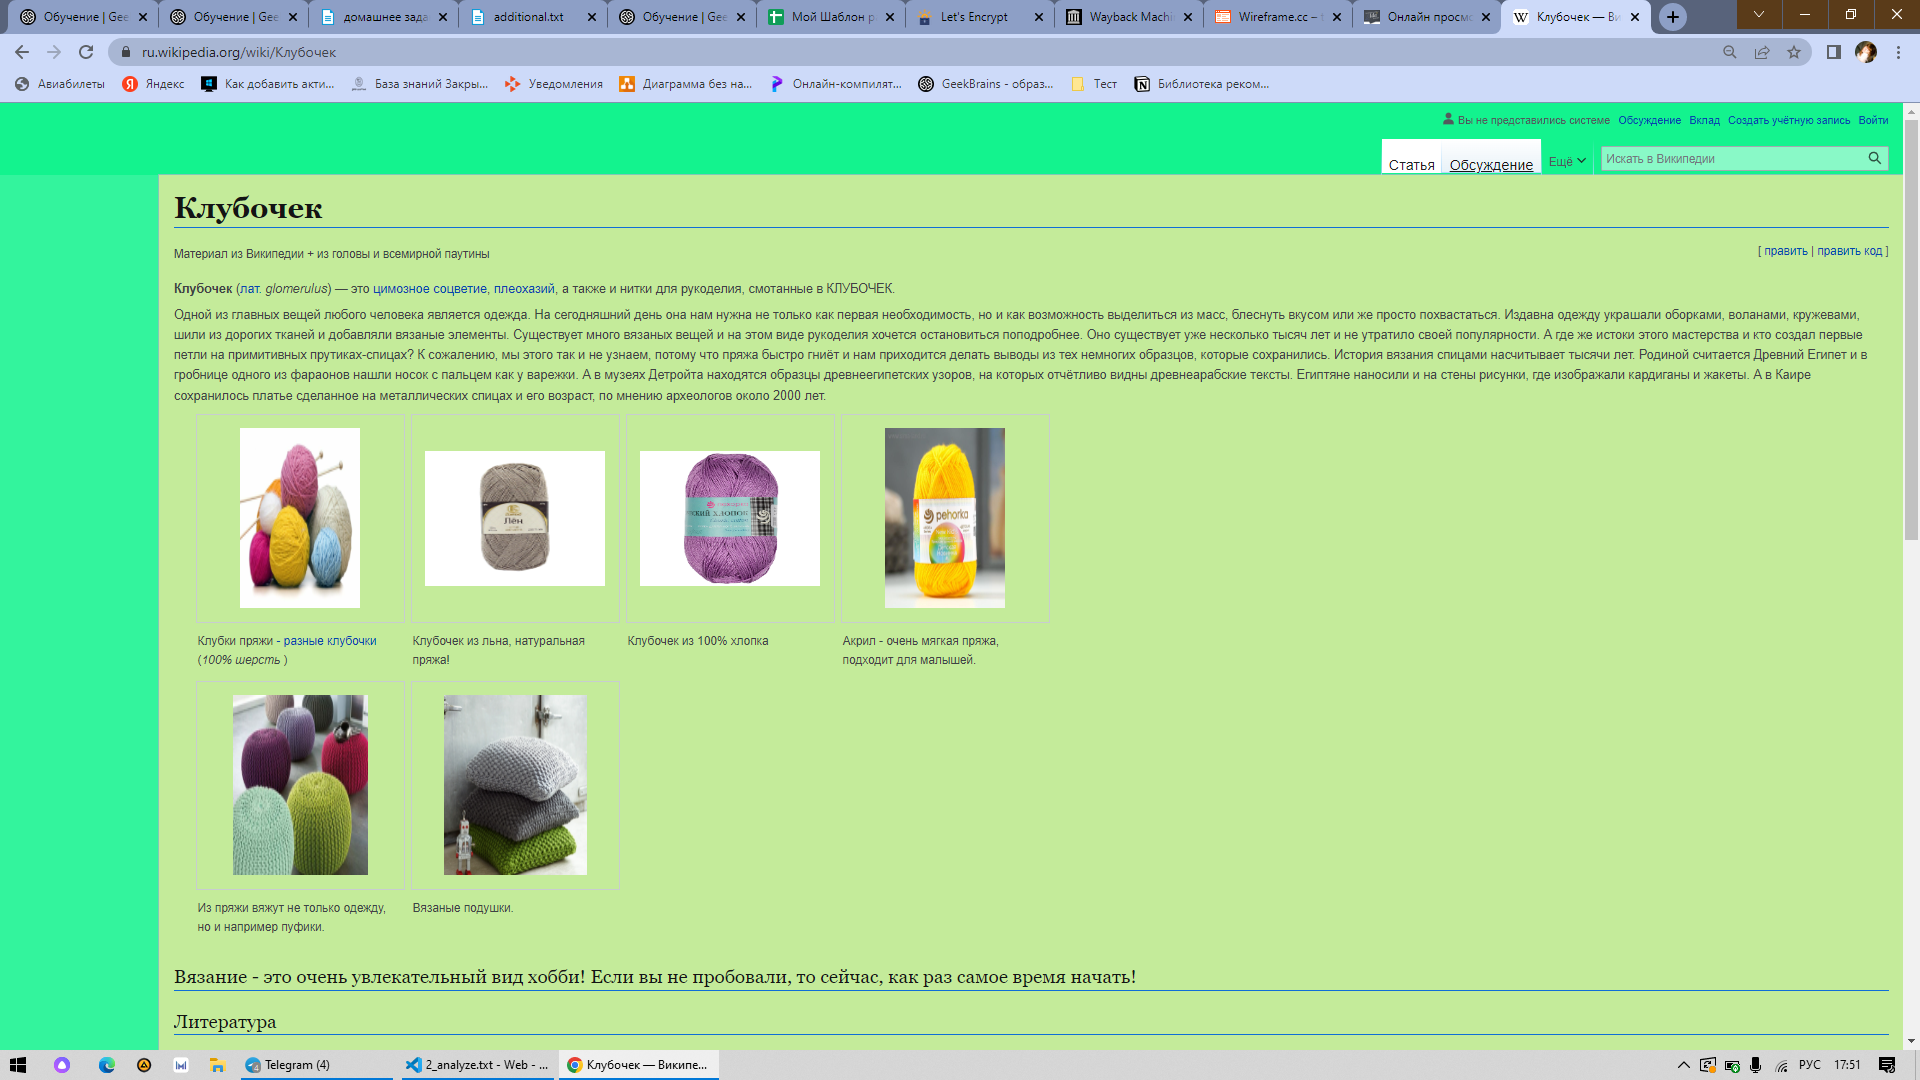 Обучение | Gee
Обучение | Gee
домашнее зада
additional.txt
Обучение | Gee
Мой Шаблон р
Let's Encrypt
Wayback Machi
Wireframe.cc – т
Онлайн просмо
Клубочек — Ви
ru.wikipedia.org/wiki/Клубочек
Авиабилеты
Яндекс
Как добавить акти...
База знаний Закры...
Уведомления
Диаграмма без на...
Онлайн-компилят...
GeekBrains - образ...
Тест
Библиотека реком...
Вы не представились системе Обсуждение Вклад Создать учётную запись Войти
Статья Обсуждение Ещё Искать в Википедии
Клубочек
Материал из Википедии + из головы и всемирной паутины
[ править | править код ]
Клубочек (лат. glomerulus) — это цимозное соцветие, плеохазий, а также и нитки для рукоделия, смотанные в КЛУБОЧЕК.
Одной из главных вещей любого человека является одежда. На сегодняшний день она нам нужна не только как первая необходимость, но и как возможность выделиться из масс, блеснуть вкусом или же просто похвастаться. Издавна одежду украшали оборками, воланами, кружевами,
шили из дорогих тканей и добавляли вязаные элементы. Существует много вязаных вещей и на этом виде рукоделия хочется остановиться поподробнее. Оно существует уже несколько тысяч лет и не утратило своей популярности. А где же истоки этого мастерства и кто создал первые
петли на примитивных прутиках-спицах? К сожалению, мы этого так и не узнаем, потому что пряжа быстро гниёт и нам приходится делать выводы из тех немногих образцов, которые сохранились. История вязания спицами насчитывает тысячи лет. Родиной считается Древний Египет и в
гробнице одного из фараонов нашли носок с пальцем как у варежки. А в музеях Детройта находятся образцы древнеегипетских узоров, на которых отчётливо видны древнеарабские тексты. Египтяне наносили и на стены рисунки, где изображали кардиганы и жакеты. А в Каире
сохранилось платье сделанное на металлических спицах и его возраст, по мнению археологов около 2000 лет.
Лён
ский хлопок
pehorka
Клубки пряжи - разные клубочки
(100% шерсть )
Клубочек из льна, натуральная
пряжа!
Клубочек из 100% хлопка
Акрил - очень мягкая пряжа,
подходит для малышей.
Из пряжи вяжут не только одежду,
но и например пуфики.
Вязаные подушки.
Вязание - это очень увлекательный вид хобби! Если вы не пробовали, то сейчас, как раз самое время начать!
Литература
Telegram (4)
2_analyze.txt - Web - ...
Клубочек — Википе...
РУС
17:51